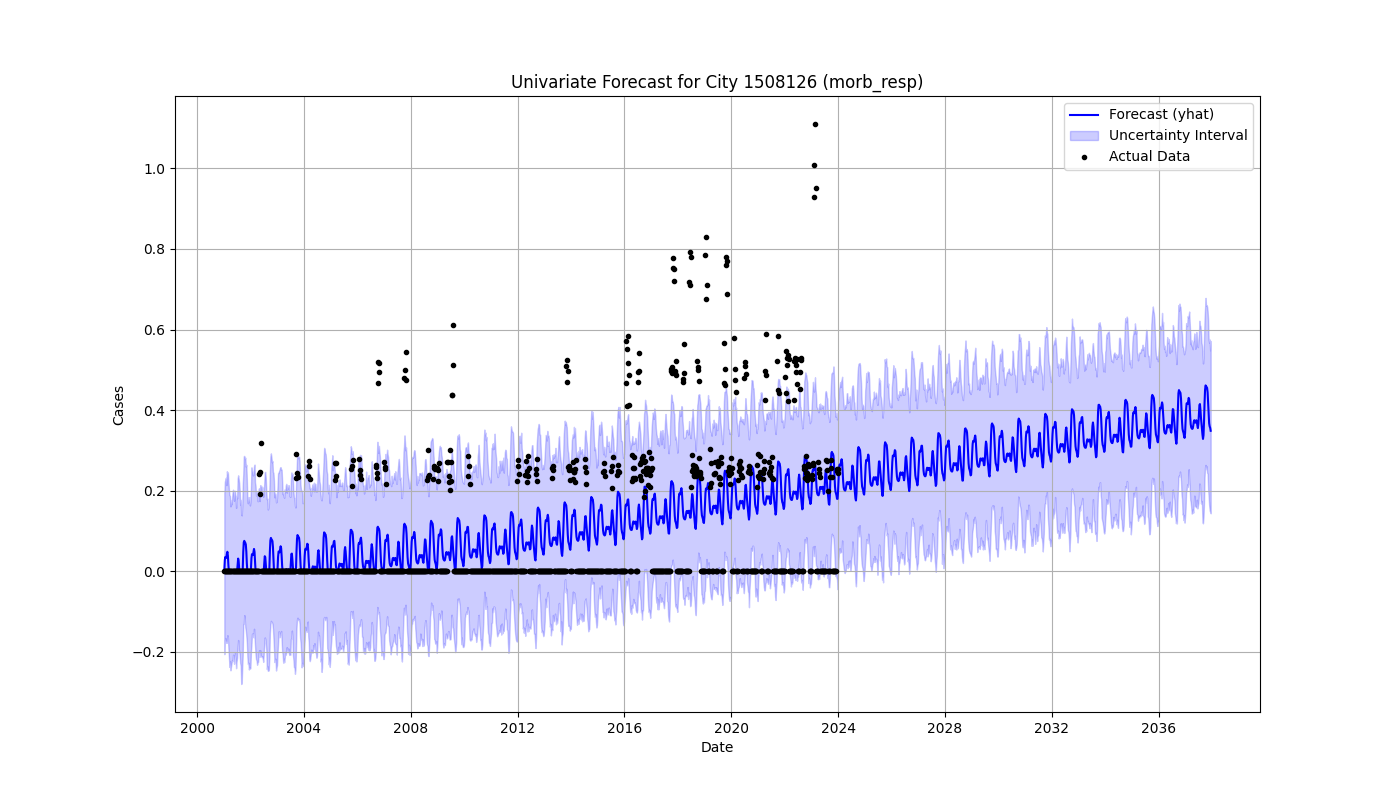 Univariate Forecast for City 1508126 (morb_resp)
Forecast (yhat)
Uncertainty Interval
Actual Data
Cases
1.0
0.8
0.6
0.4
0.2
0.0
−0.2
2000 2004 2008 2012 2016 2020 2024 2028 2032 2036
Date